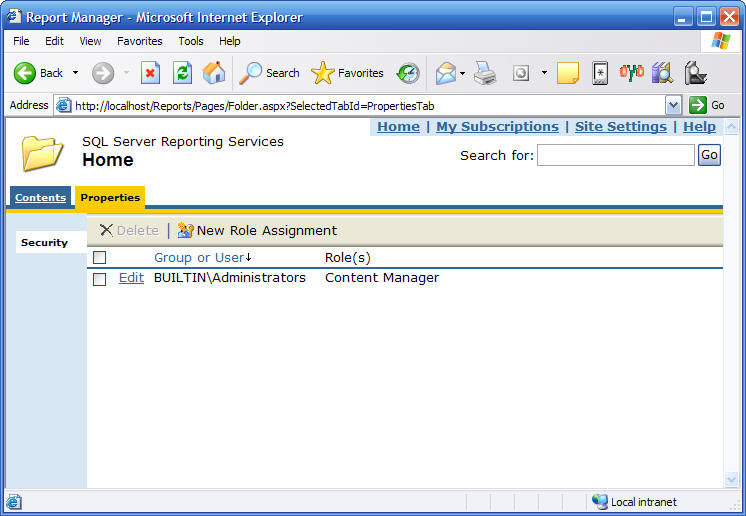 Report Manager - Microsoft Internet Explorer
File Edit View Favorites Tools Help
Back Search Favorites
Address http://localhost/Reports/Pages/Folder.aspx?SelectedTabId=PropertiesTab Go
Home | My Subscriptions | Site Settings | Help
SQL Server Reporting Services
Home
Search for: Go
Contents Properties
Security
Delete | New Role Assignment
Group or User↓ Role(s)
Edit BUILTIN\Administrators Content Manager
Local intranet